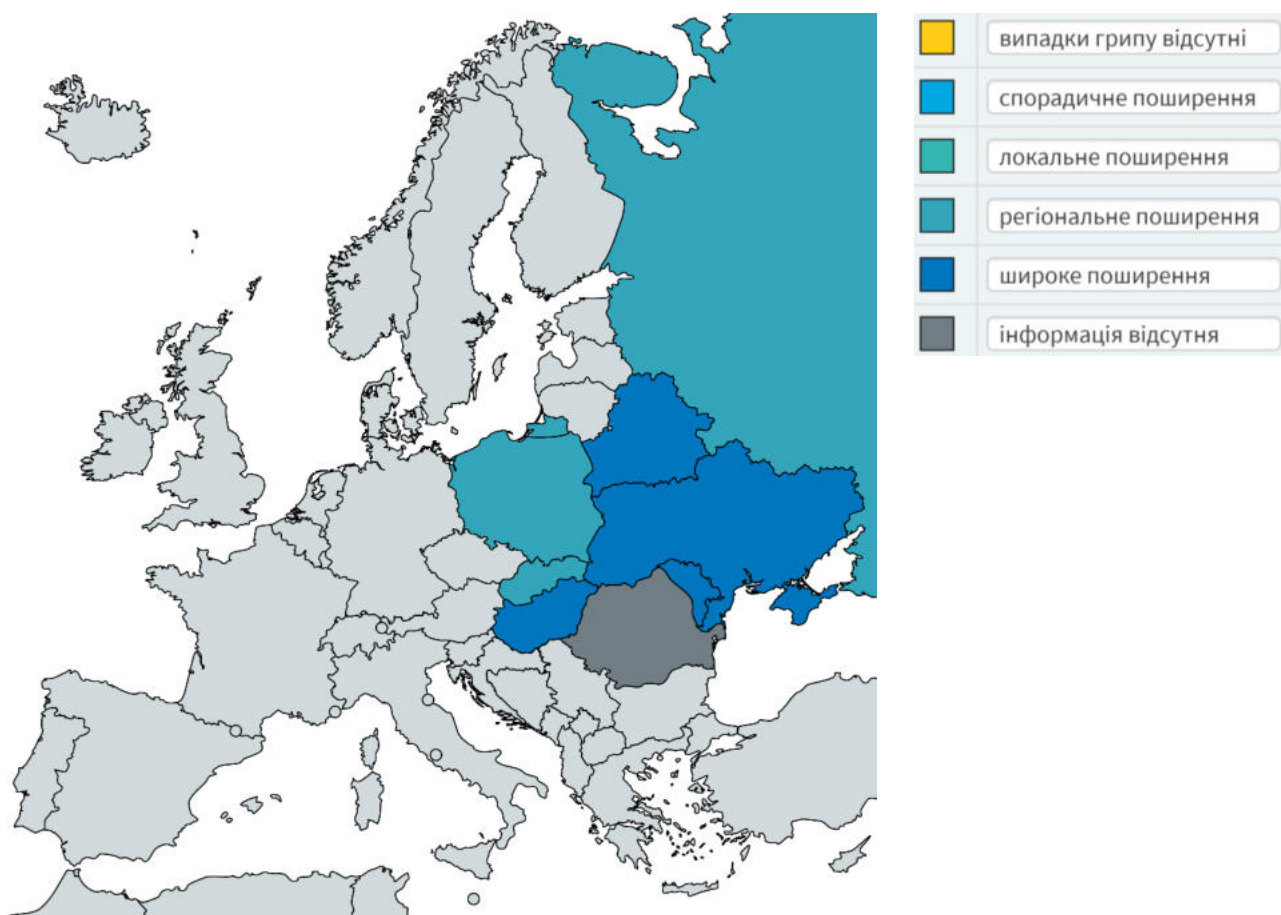 випадки грипу відсутні
спорадичне поширення
локальне поширення
регіональне поширення
широке поширення
інформація відсутня